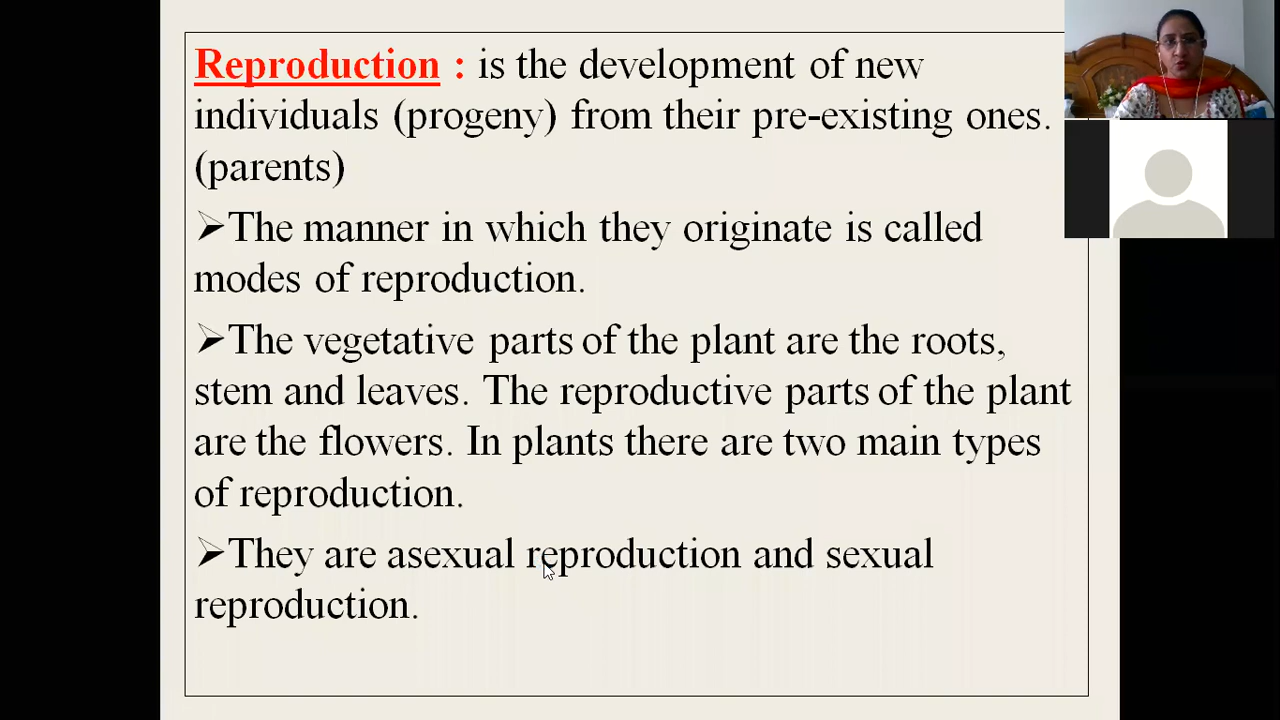 Reproduction : is the development of new
individuals (progeny) from their pre-existing ones.
(parents)
➢The manner in which they originate is called
modes of reproduction.
➢The vegetative parts of the plant are the roots,
stem and leaves. The reproductive parts of the plant
are the flowers. In plants there are two main types
of reproduction.
➢They are asexual reproduction and sexual
reproduction.